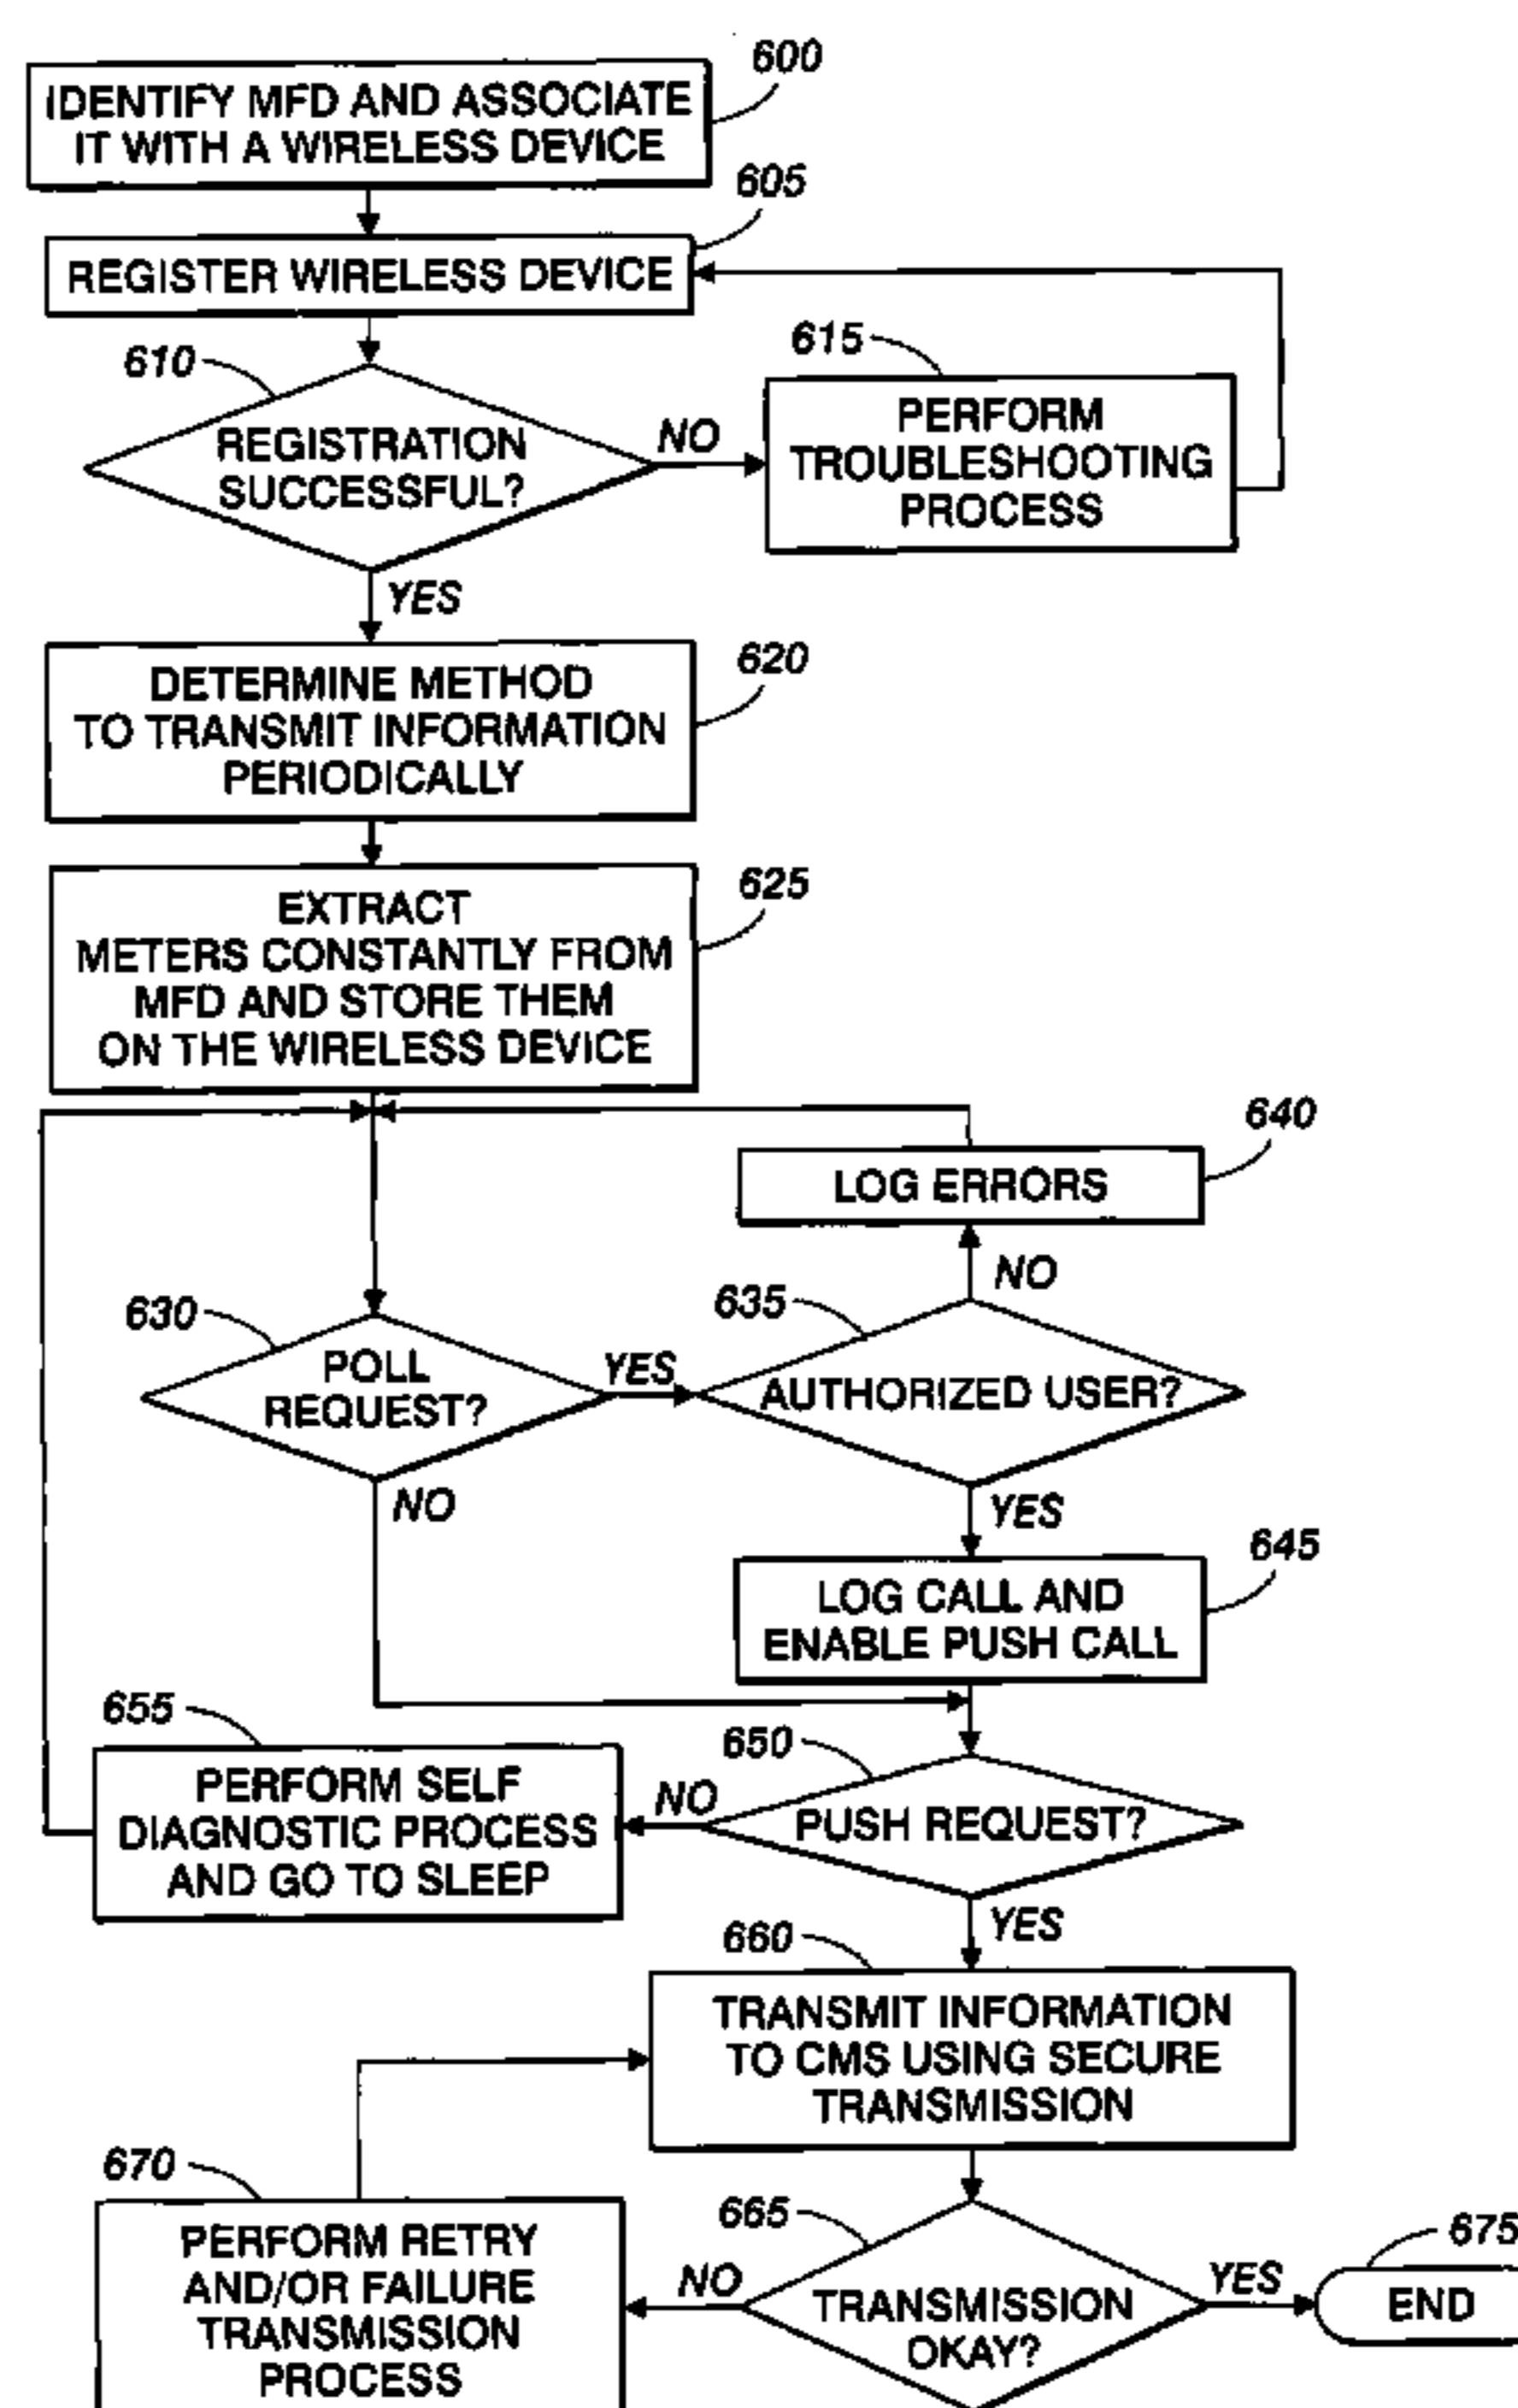 600
IDENTIFY MFD AND ASSOCIATE
IT WITH A WIRELESS DEVICE
605
REGISTER WIRELESS DEVICE
610
REGISTRATION
SUCCESSFUL?
NO
615
PERFORM
TROUBLESHOOTING
PROCESS
YES
620
DETERMINE METHOD
TO TRANSMIT INFORMATION
PERIODICALLY
625
EXTRACT
METERS CONSTANTLY FROM
MFD AND STORE THEM
ON THE WIRELESS DEVICE
640
LOG ERRORS
NO
630
POLL
REQUEST?
YES
635
AUTHORIZED USER?
NO
YES
645
LOG CALL AND
ENABLE PUSH CALL
655
PERFORM SELF
DIAGNOSTIC PROCESS
AND GO TO SLEEP
NO
650
PUSH REQUEST?
YES
660
TRANSMIT INFORMATION
TO CMS USING SECURE
TRANSMISSION
670
PERFORM RETRY
AND/OR FAILURE
TRANSMISSION
PROCESS
NO
665
TRANSMISSION
OKAY?
YES
675
END